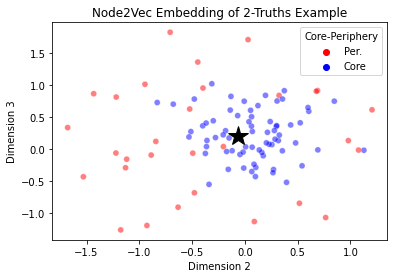 Node2Vec Embedding of 2-Truths Example
Core-Periphery
Per.
Core
Dimension 3
1.5
1.0
0.5
0.0
−0.5
−1.0
−1.5 −1.0 −0.5 0.0 0.5 1.0
Dimension 2